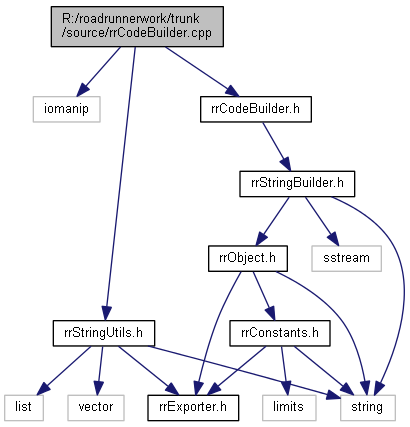 R:/roadrunnerwork/trunk
/source/rrCodeBuilder.cpp
iomanip
rrCodeBuilder.h
rrStringBuilder.h
rrObject.h
sstream
rrStringUtils.h
rrConstants.h
list
vector
rrExporter.h
limits
string